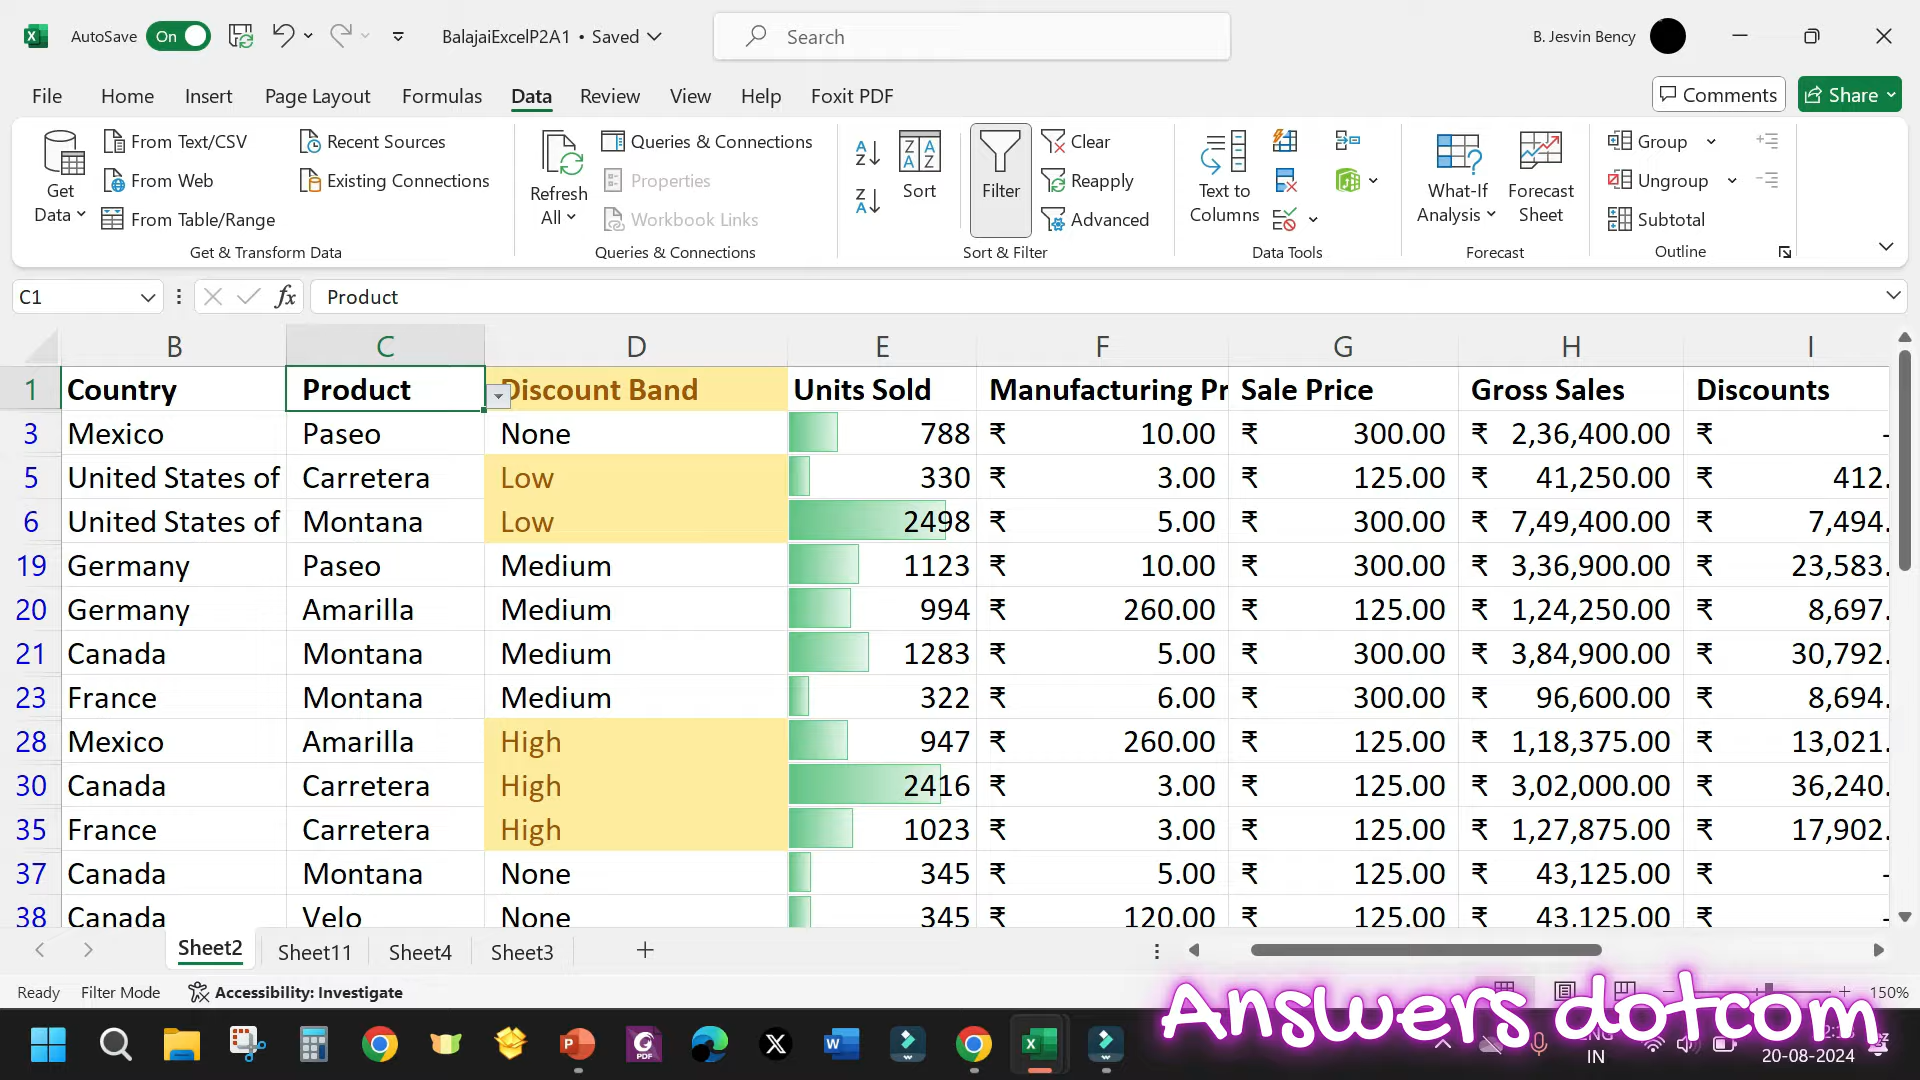 AutoSave On BalajaiExcelP2A1 • Saved Search B. Jesvin Bency
File Home Insert Page Layout Formulas Data Review View Help Foxit PDF Comments Share
Get Data From Text/CSV Recent Sources Refresh All Queries & Connections Sort Filter Clear Text to Columns What-If Analysis Forecast Sheet Group
From Web Existing Connections Properties Reapply Ungroup
From Table/Range Workbook Links Advanced Subtotal
Get & Transform Data Queries & Connections Sort & Filter Data Tools Forecast Outline
C1 fx Product
B C D E F G H I
1 Country Product Discount Band Units Sold Manufacturing Pr Sale Price Gross Sales Discounts
3 Mexico Paseo None 788 ₹ 10.00 ₹ 300.00 ₹ 2,36,400.00 ₹ -
5 United States of Carretera Low 330 ₹ 3.00 ₹ 125.00 ₹ 41,250.00 ₹ 412.
6 United States of Montana Low 2498 ₹ 5.00 ₹ 300.00 ₹ 7,49,400.00 ₹ 7,494.
19 Germany Paseo Medium 1123 ₹ 10.00 ₹ 300.00 ₹ 3,36,900.00 ₹ 23,583.
20 Germany Amarilla Medium 994 ₹ 260.00 ₹ 125.00 ₹ 1,24,250.00 ₹ 8,697.
21 Canada Montana Medium 1283 ₹ 5.00 ₹ 300.00 ₹ 3,84,900.00 ₹ 30,792.
23 France Montana Medium 322 ₹ 6.00 ₹ 300.00 ₹ 96,600.00 ₹ 8,694.
28 Mexico Amarilla High 947 ₹ 260.00 ₹ 125.00 ₹ 1,18,375.00 ₹ 13,021.
30 Canada Carretera High 2416 ₹ 3.00 ₹ 125.00 ₹ 3,02,000.00 ₹ 36,240.
35 France Carretera High 1023 ₹ 3.00 ₹ 125.00 ₹ 1,27,875.00 ₹ 17,902.
37 Canada Montana None 345 ₹ 5.00 ₹ 125.00 ₹ 43,125.00 ₹ -
38 Canada Velo None 345 ₹ 120.00 ₹ 125.00 ₹ 43,125.00 ₹ -
Sheet2 Sheet11 Sheet4 Sheet3
Ready Filter Mode Accessibility: Investigate 150%
Answers dotcom
IN 20-08-2024